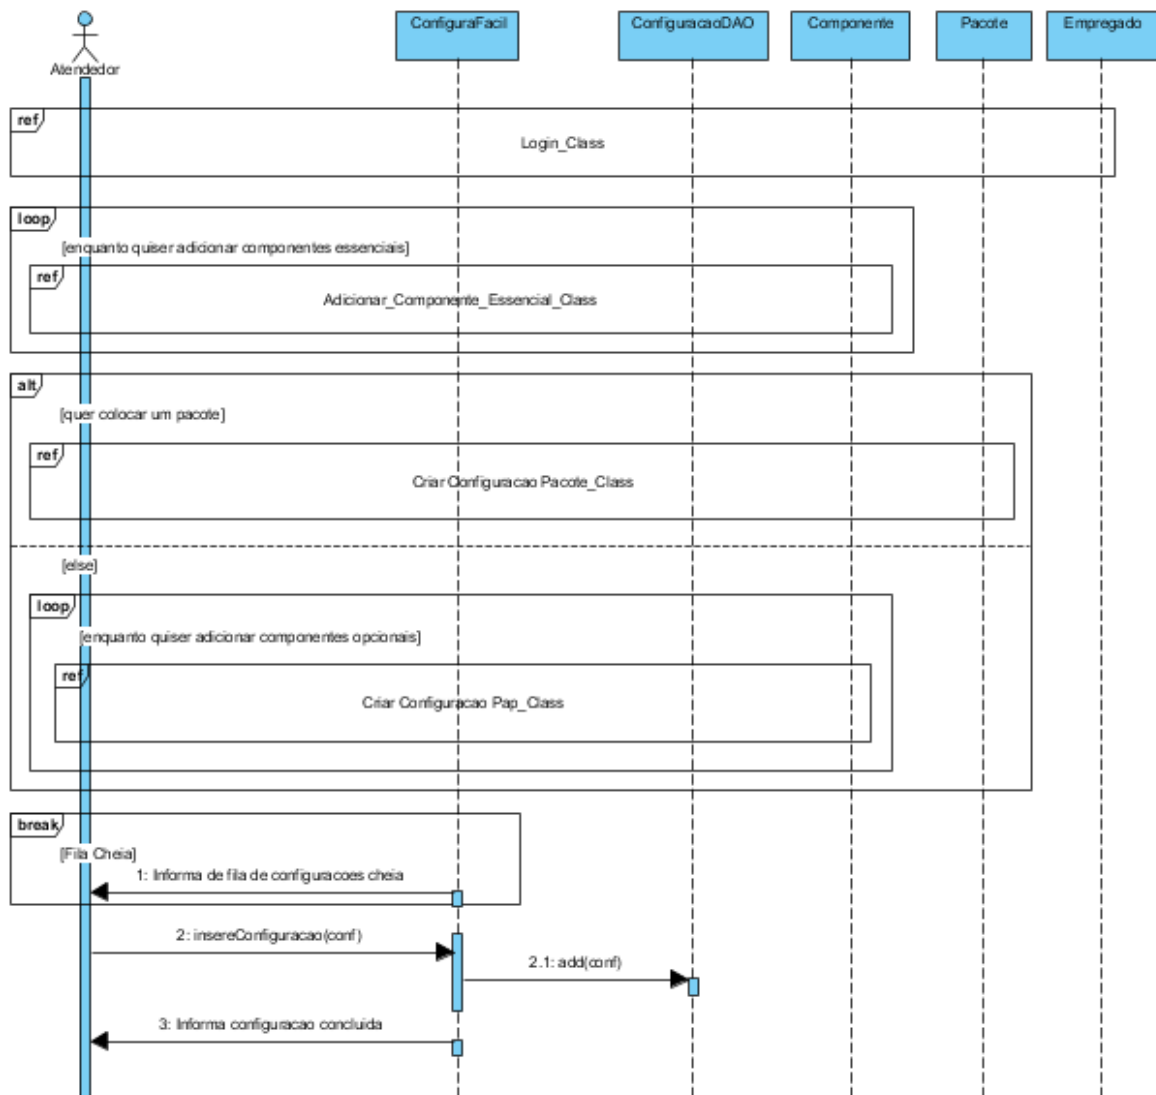 Atendedor
ConfiguraFacil
ConfiguracaoDAO
Componente
Pacote
Empregado
ref
Login_Class
loop
[enquanto quiser adicionar componentes essenciais]
ref
Adicionar_Componente_Essencial_Class
alt
[quer colocar um pacote]
ref
Criar Configuracao Pacote_Class
[else]
loop
[enquanto quiser adicionar componentes opcionais]
ref
Criar Configuracao Pap_Class
break
[Fila Cheia]
1: Informa de fila de configuracoes cheia
2: insereConfiguracao(conf)
2.1: add(conf)
3: Informa configuracao concluida